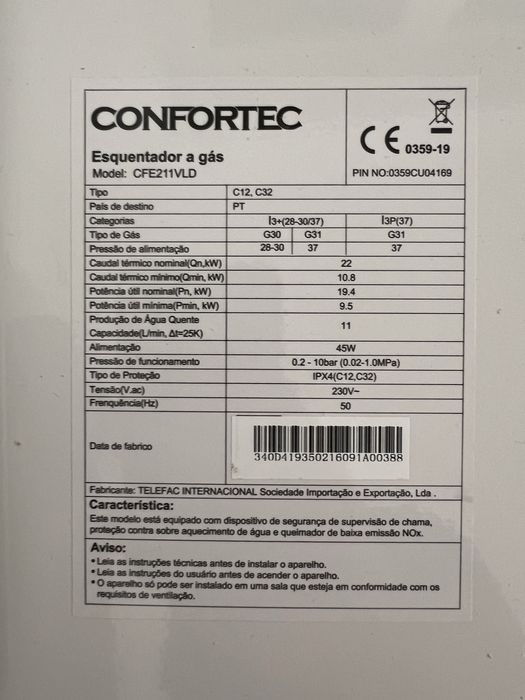 CONFORTEC
Esquentador a gás
Model: CFE211VLD
CE 0359-19
PIN NO:0359CU04169
Tipo C12, C32
País de destino PT
Categorias I3+(28-30/37) I3P(37)
Tipo de Gás G30 G31 G31
Pressão de alimentação 28-30 37 37
Caudal térmico nominal(Qn,kW) 22
Caudal térmico mínimo(Qmin, kW) 10.8
Potência útil nominal(Pn, kW) 19.4
Potência útil mínima(Pmin, kW) 9.5
Produção de Água Quente
Capacidade(L/min, Δt=25K) 11
Alimentação 45W
Pressão de funcionamento 0.2 - 10bar (0.02-1.0MPa)
Tipo de Proteção IPX4(C12,C32)
Tensão(V.ac) 230V~
Frenquência(Hz) 50
Data de fabrico
340D419350216091A00388
Fabricante: TELEFAC INTERNACIONAL Sociedade Importação e Exportação, Lda .
Característica:
Este modelo está equipado com dispositivo de segurança de supervisão de chama,
proteção contra sobre aquecimento de água e queimador de baixa emissão NOx.
Aviso:
• Leia as instruções técnicas antes de instalar o aparelho.
• Leia as instruções do usuário antes de acender o aparelho.
• O aparelho só pode ser instalado em uma sala que esteja em conformidade com os
requisitos de ventilação.